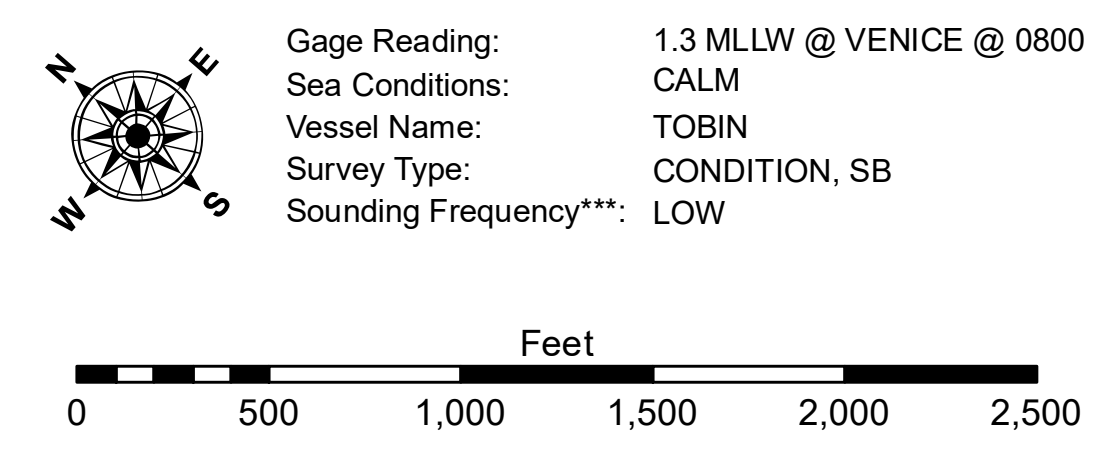 N E
W S
Gage Reading: 1.3 MLLW @ VENICE @ 0800
Sea Conditions: CALM
Vessel Name: TOBIN
Survey Type: CONDITION, SB
Sounding Frequency***: LOW
Feet
0 500 1,000 1,500 2,000 2,500